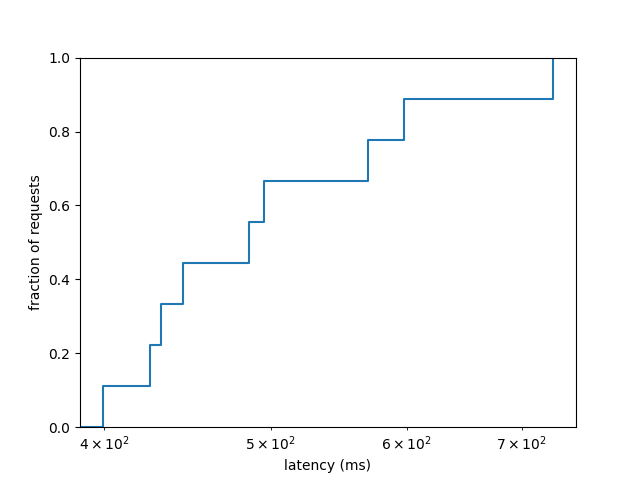 1.0
0.8
0.6
0.4
0.2
0.0
fraction of requests
4 × 10²
5 × 10²
6 × 10²
7 × 10²
latency (ms)